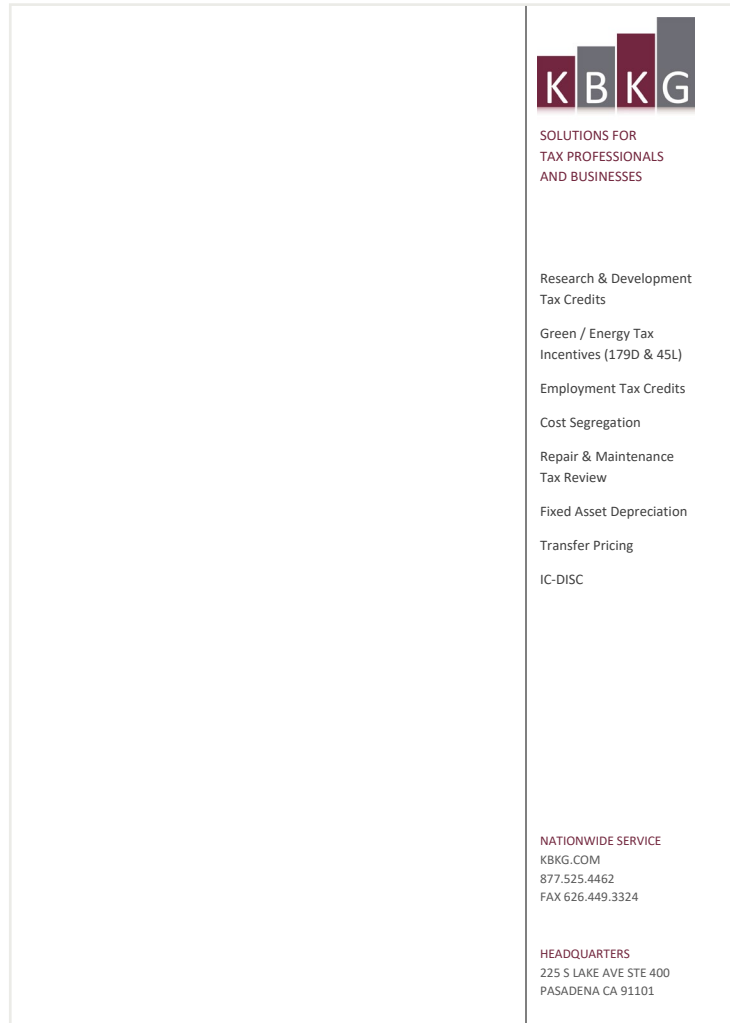 KBKG
SOLUTIONS FOR
TAX PROFESSIONALS
AND BUSINESSES
Research & Development
Tax Credits
Green / Energy Tax
Incentives (179D & 45L)
Employment Tax Credits
Cost Segregation
Repair & Maintenance
Tax Review
Fixed Asset Depreciation
Transfer Pricing
IC-DISC
NATIONWIDE SERVICE
KBKG.COM
877.525.4462
FAX 626.449.3324
HEADQUARTERS
225 S LAKE AVE STE 400
PASADENA CA 91101